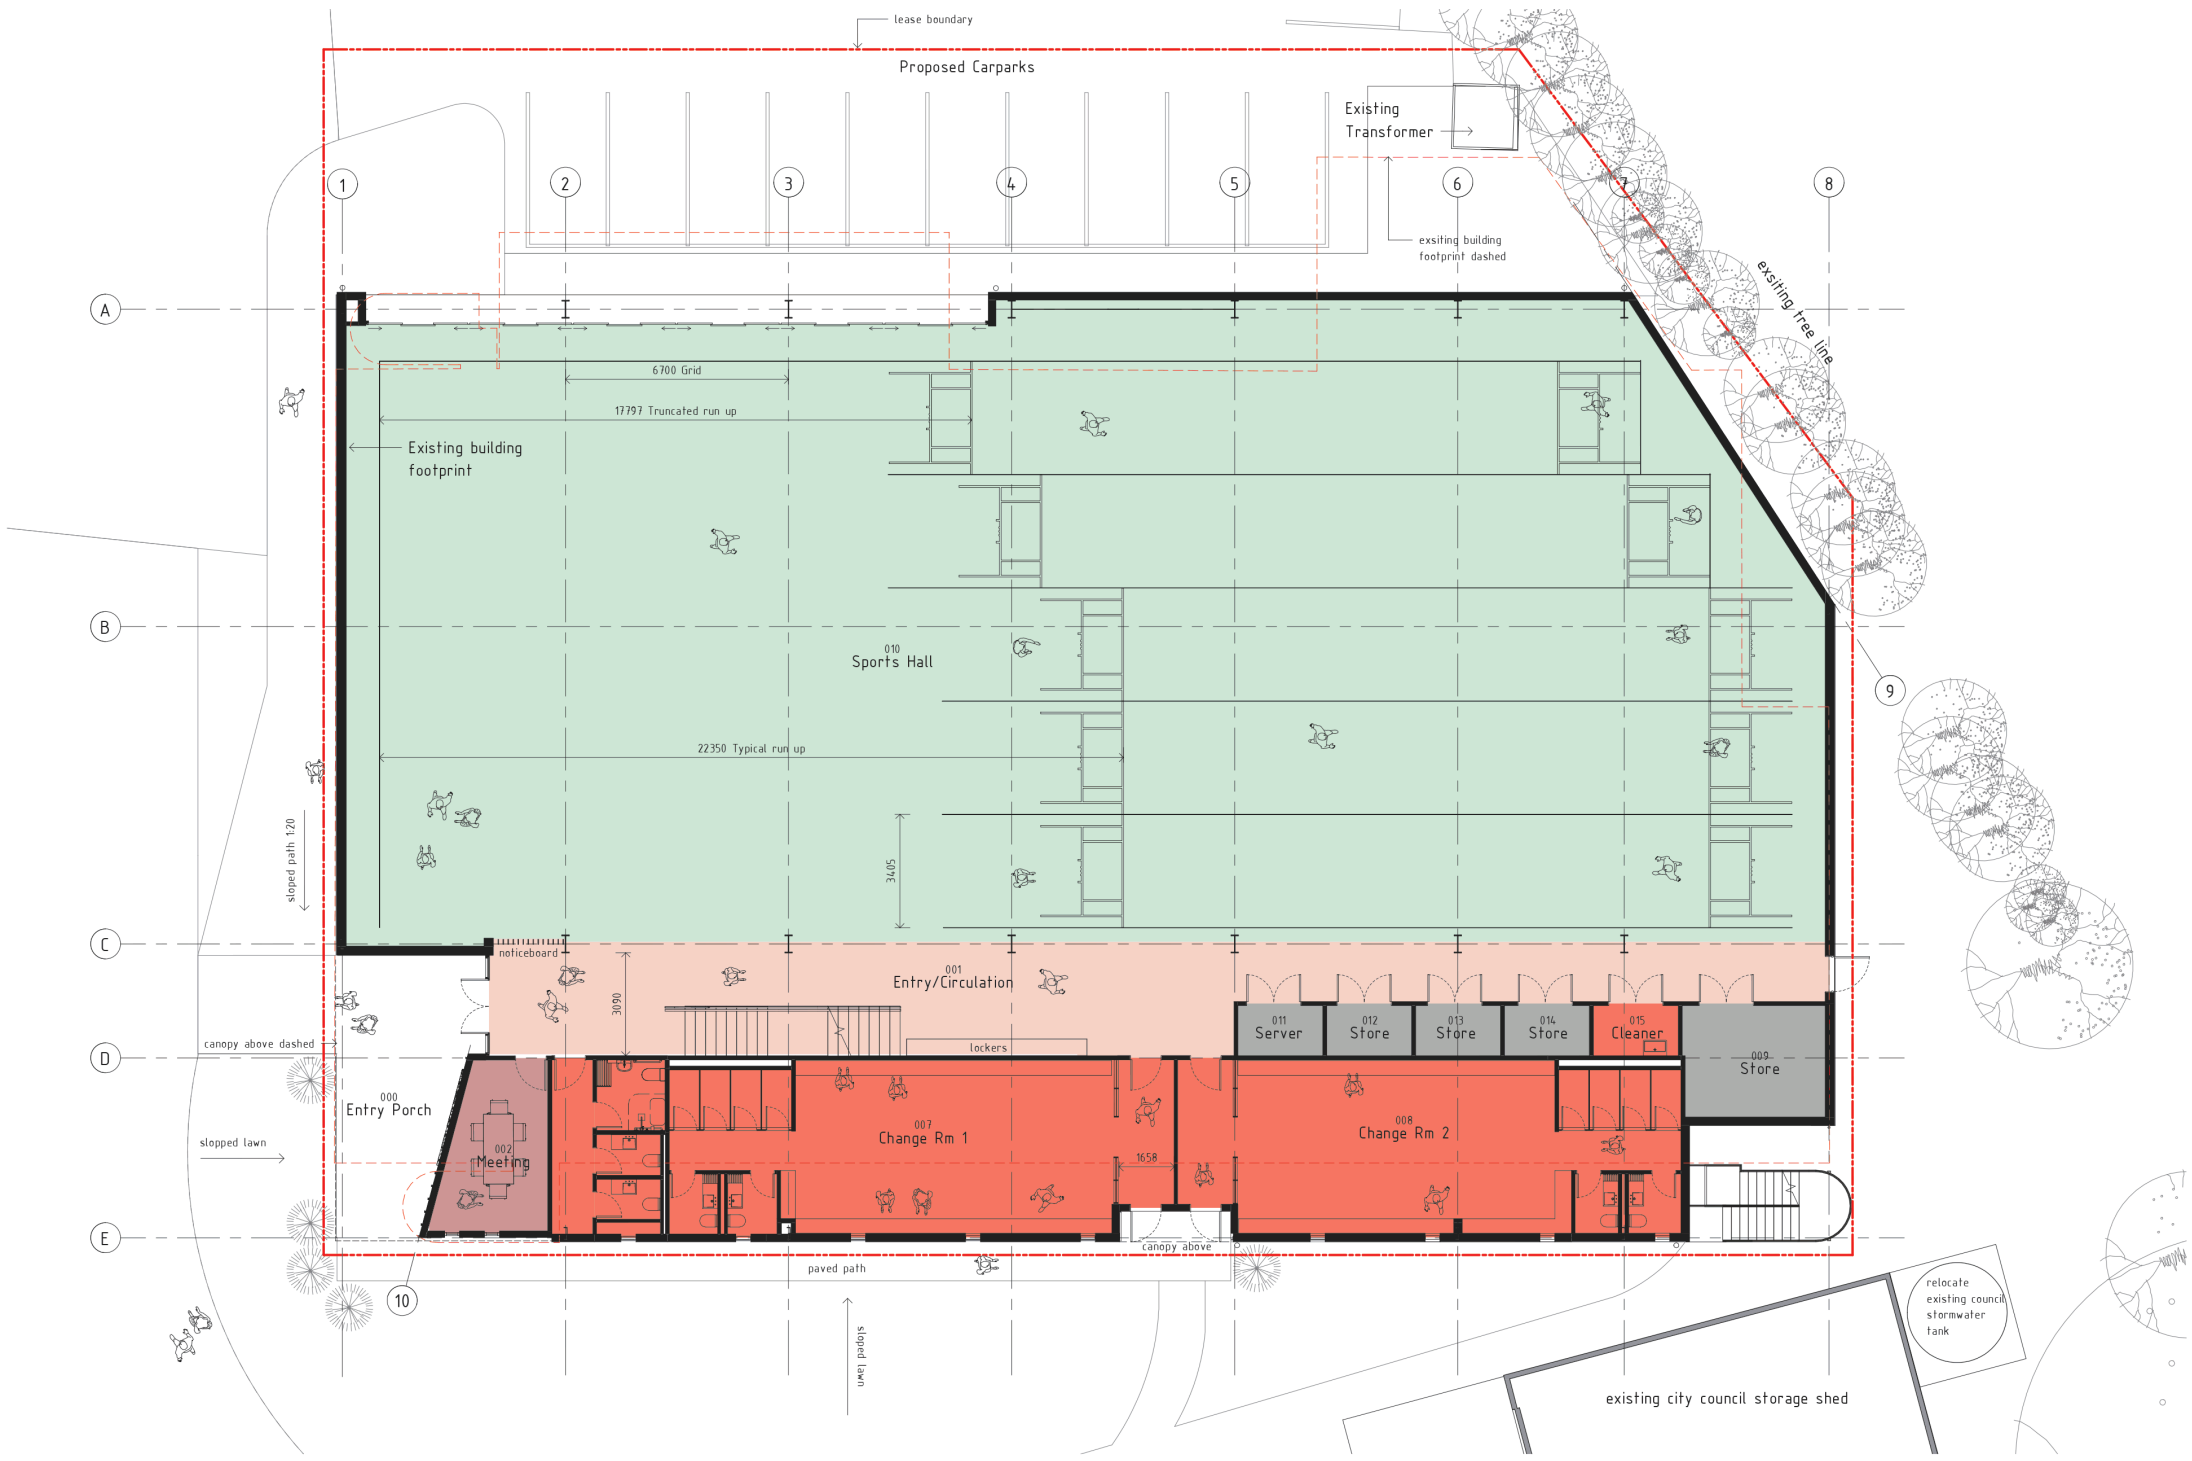 lease boundary
Proposed Carparks
Existing
Transformer
1
2
3
4
5
6
7
8
exsiting building
footprint dashed
exsiting tree line
A
6700 Grid
17797 Truncated run up
Existing building
footprint
B
010
Sports Hall
9
22350 Typical run up
sloped path 1:20
3405
C
noticeboard
001
Entry/Circulation
3090
011
Server
012
Store
013
Store
014
Store
015
Cleaner
canopy above dashed
lockers
D
009
Store
000
Entry Porch
007
Change Rm 1
008
Change Rm 2
slopped lawn
002
Meeting
1658
E
canopy above
paved path
10
relocate
existing council
stormwater
tank
sloped lawn
existing city council storage shed